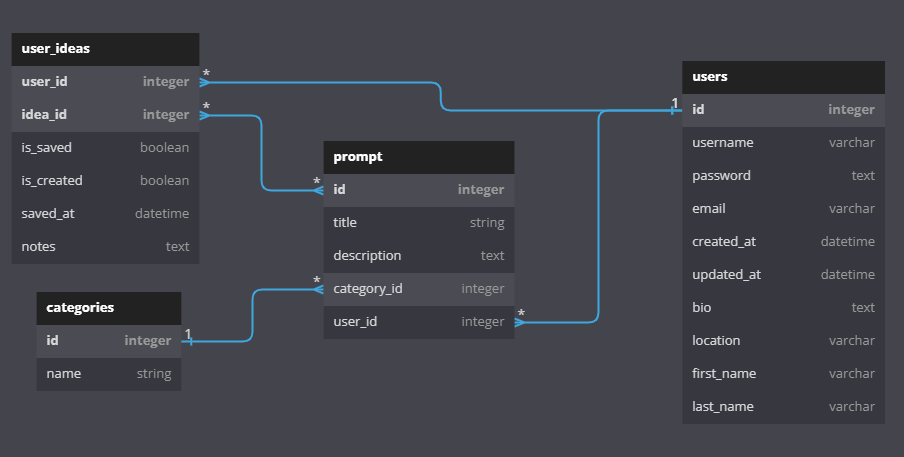 user_ideas
user_id integer *
idea_id integer *
is_saved boolean
is_created boolean
saved_at datetime
notes text
categories
id integer 1
name string
prompt
* id integer
title string
description text
* category_id integer
user_id integer *
users
1 id integer
username varchar
password text
email varchar
created_at datetime
updated_at datetime
bio text
location varchar
first_name varchar
last_name varchar